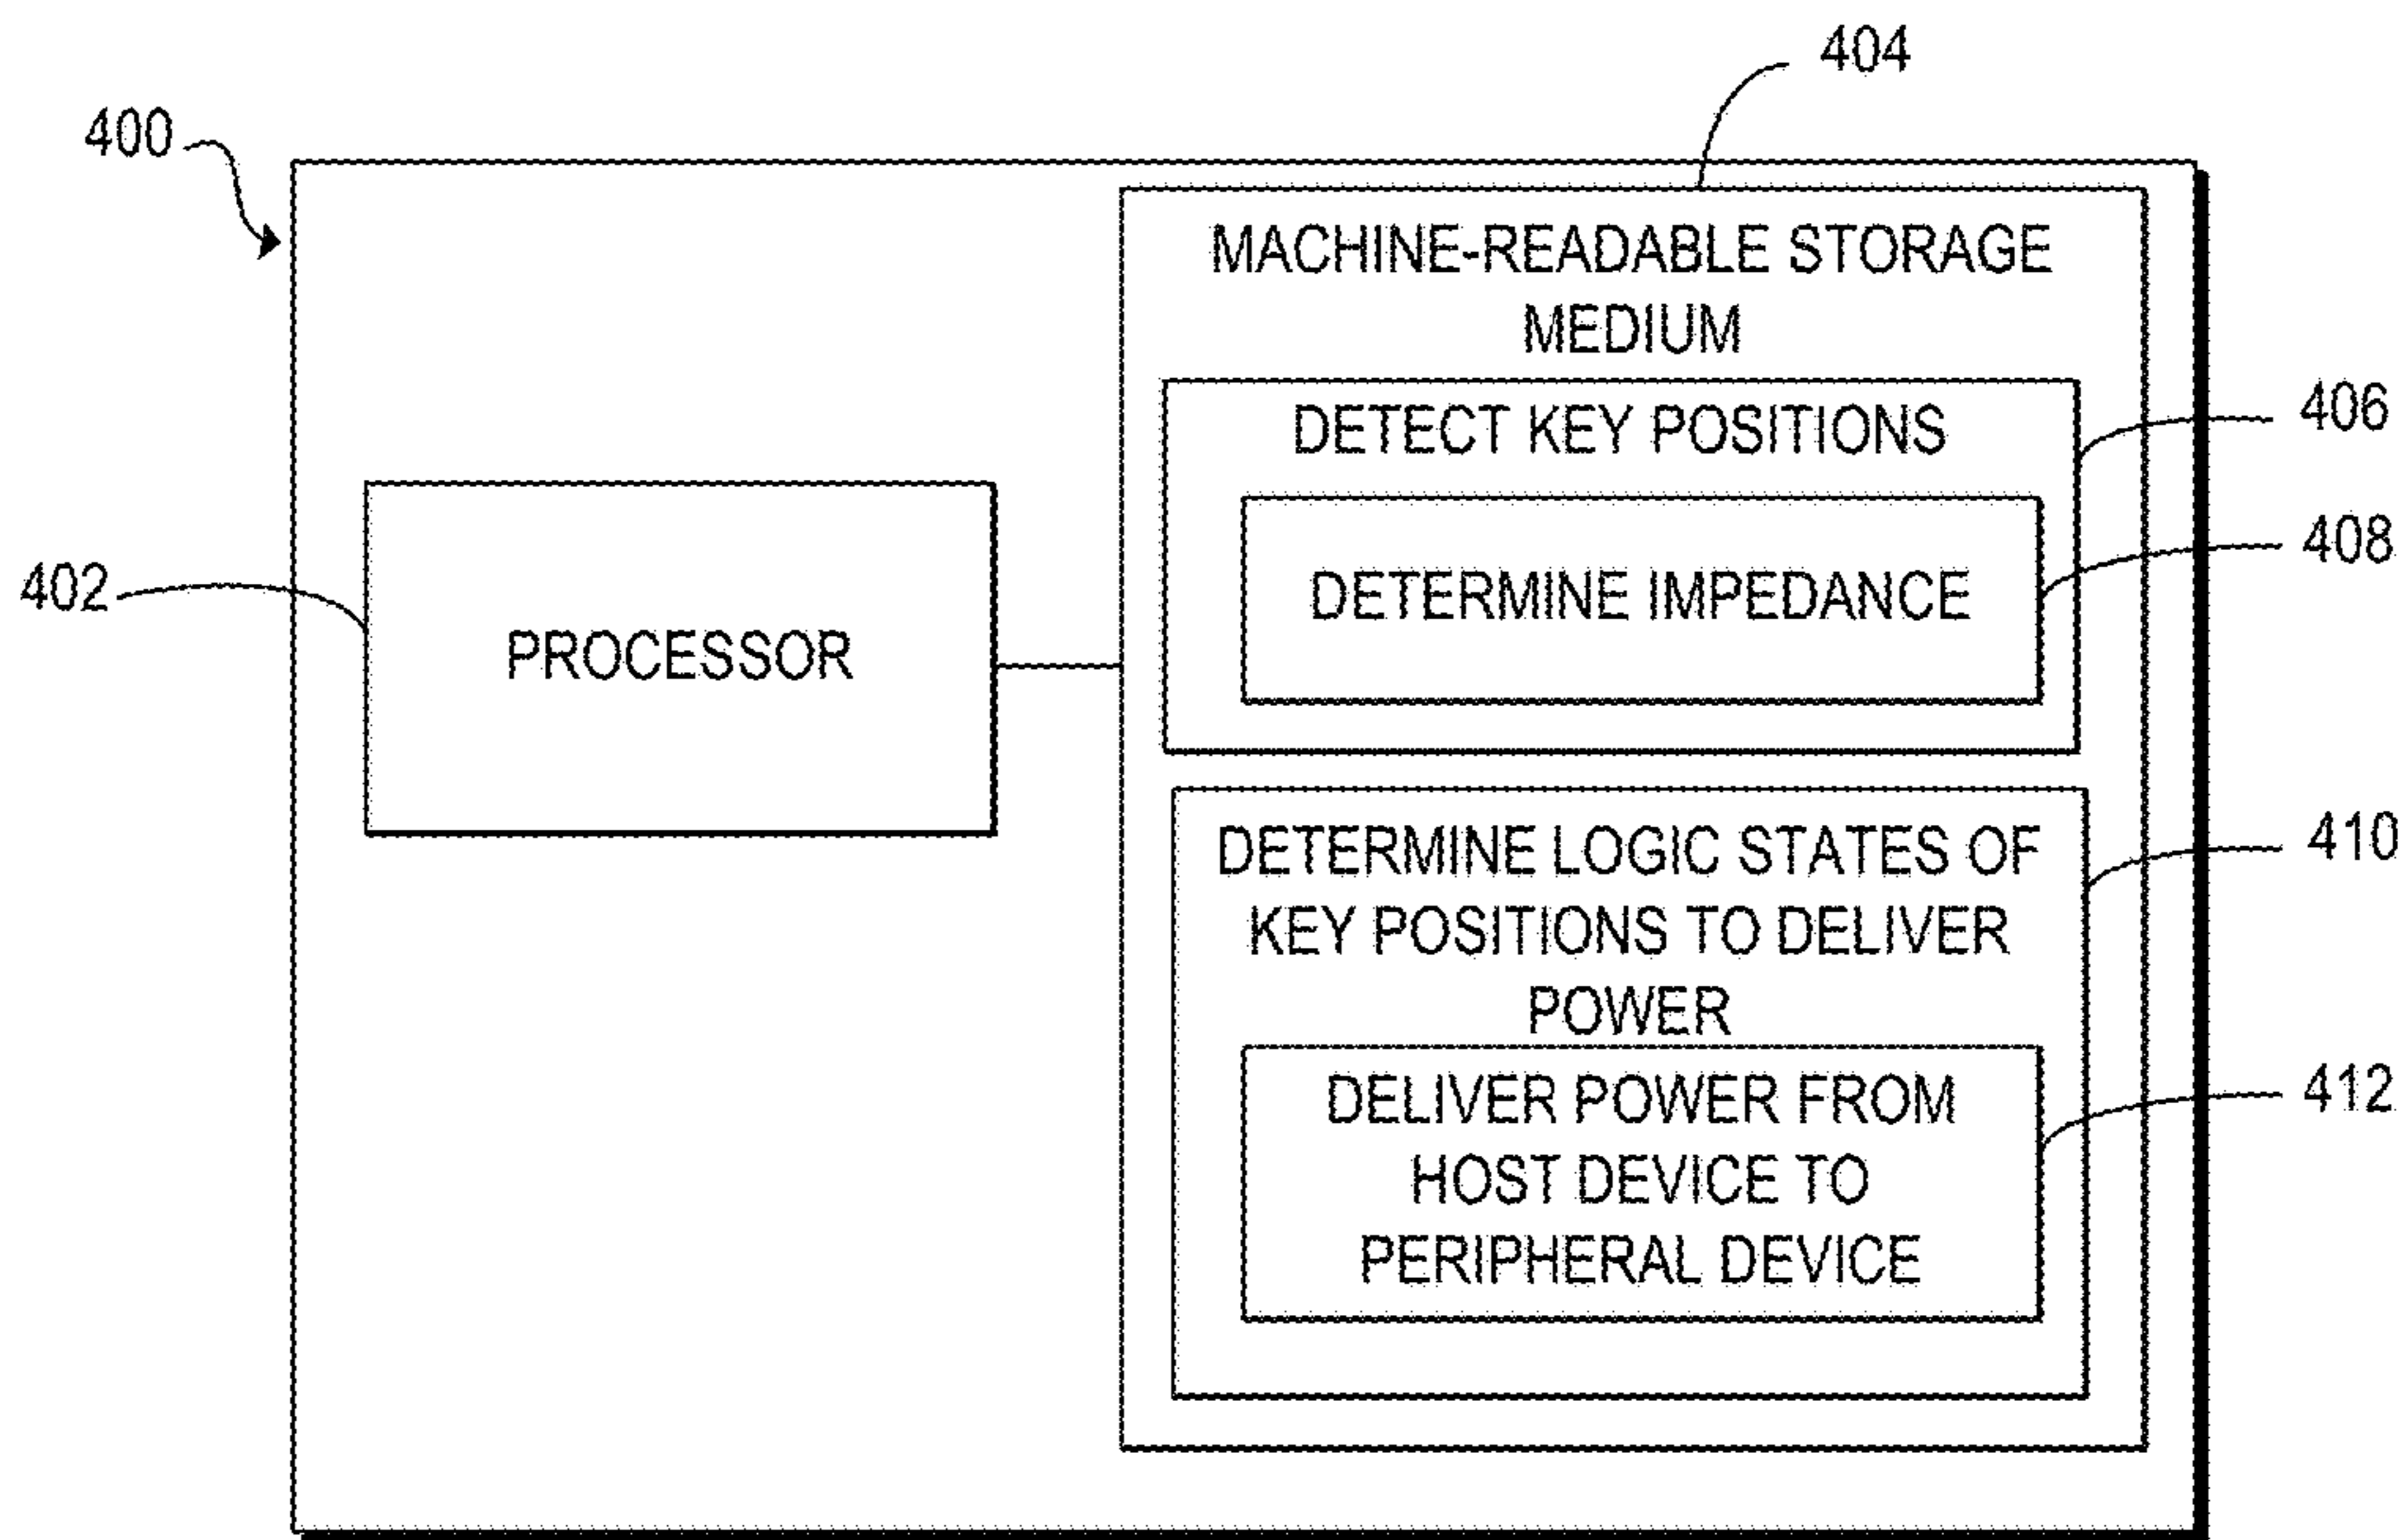 404
400
MACHINE-READABLE STORAGE
MEDIUM
DETECT KEY POSITIONS
406
DETERMINE IMPEDANCE
408
402
PROCESSOR
DETERMINE LOGIC STATES OF
KEY POSITIONS TO DELIVER
POWER
410
DELIVER POWER FROM
HOST DEVICE TO
PERIPHERAL DEVICE
412